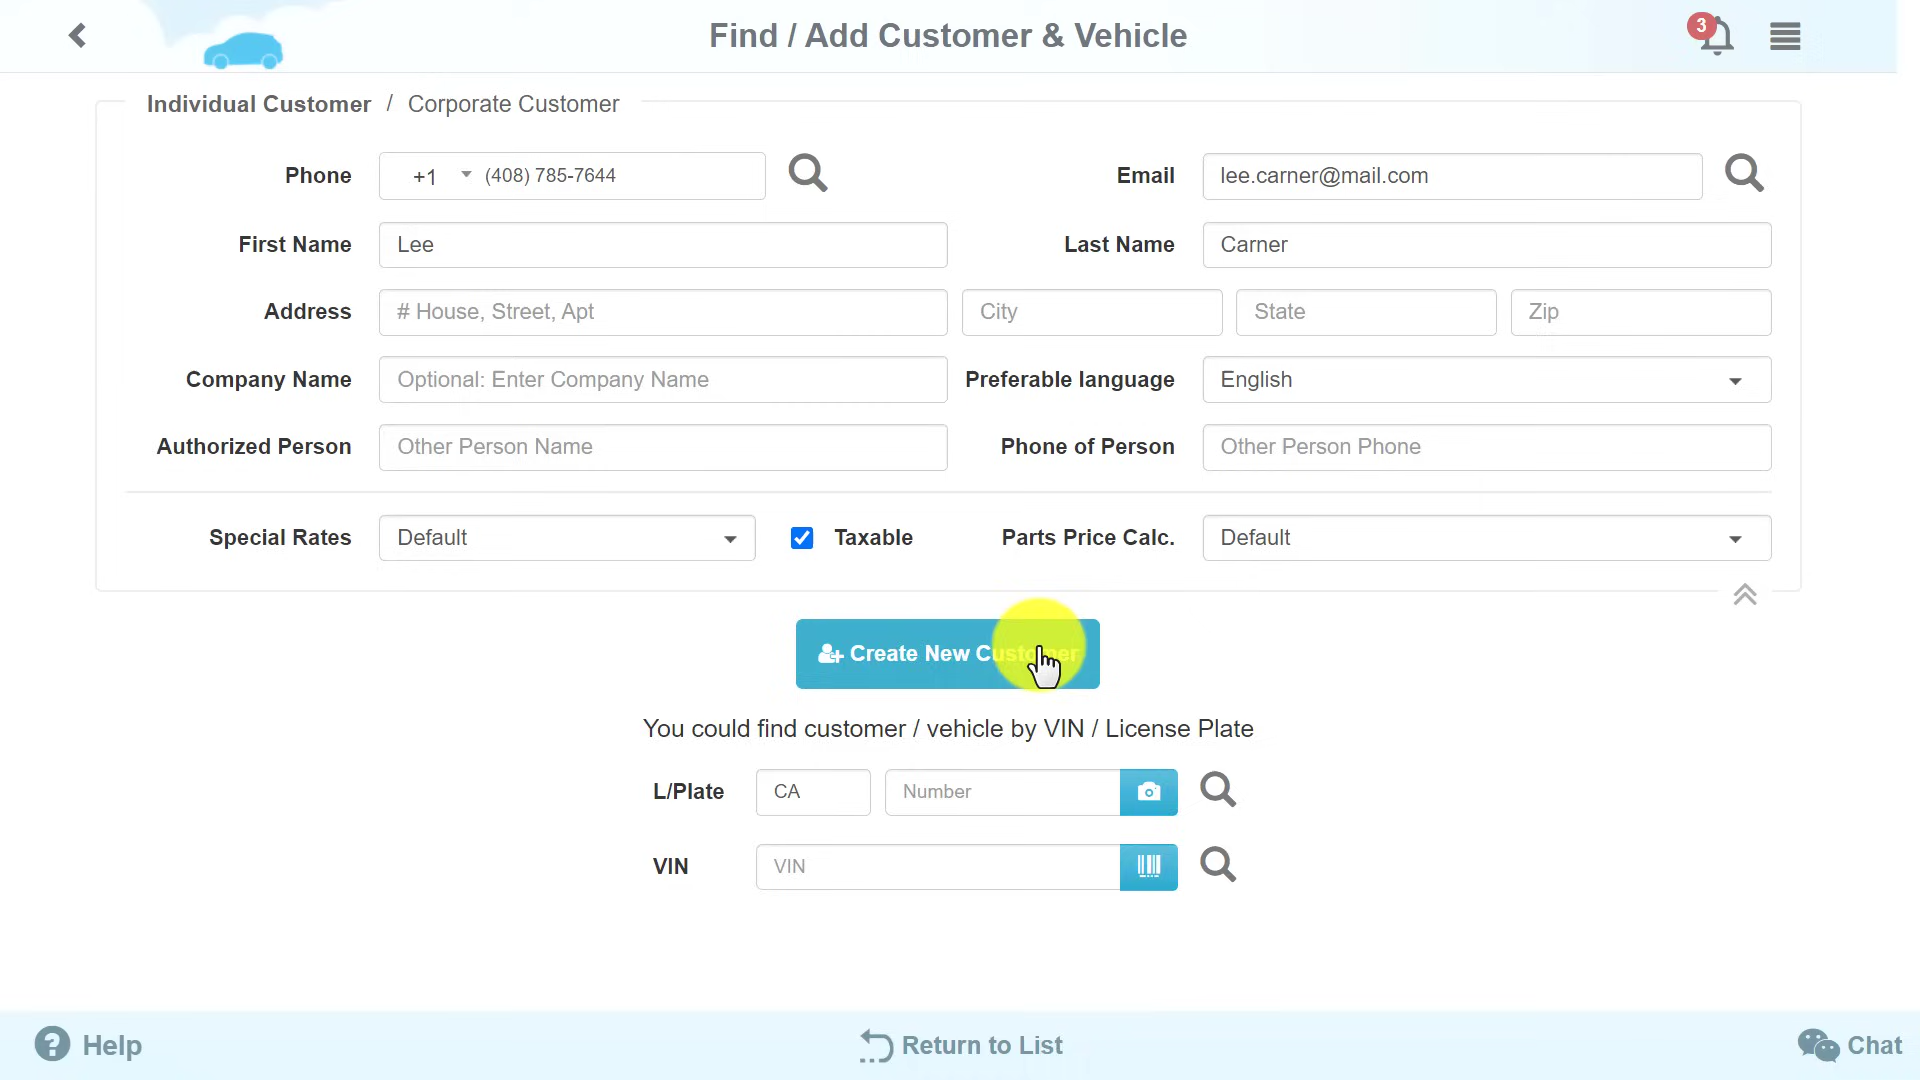 Find / Add Customer & Vehicle
3
Individual Customer / Corporate Customer
Phone +1 (408) 785-7644 Email lee.carner@mail.com
First Name Lee Last Name Carner
Address # House, Street, Apt City State Zip
Company Name Optional: Enter Company Name Preferable language English
Authorized Person Other Person Name Phone of Person Other Person Phone
Special Rates Default Taxable Parts Price Calc. Default
Create New Customer
You could find customer / vehicle by VIN / License Plate
L/Plate CA Number
VIN VIN
Help Return to List Chat